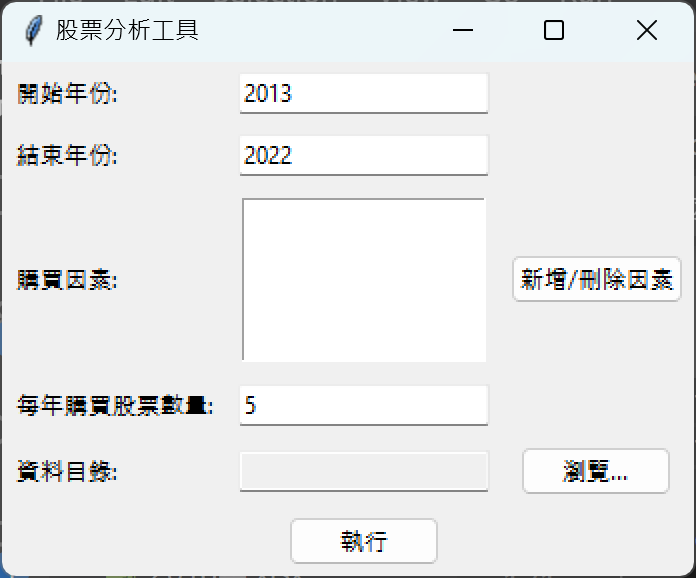 股票分析工具
開始年份: 2013
結束年份: 2022
購買因素: 新增/刪除因素
每年購買股票數量: 5
資料目錄: 瀏覽...
執行